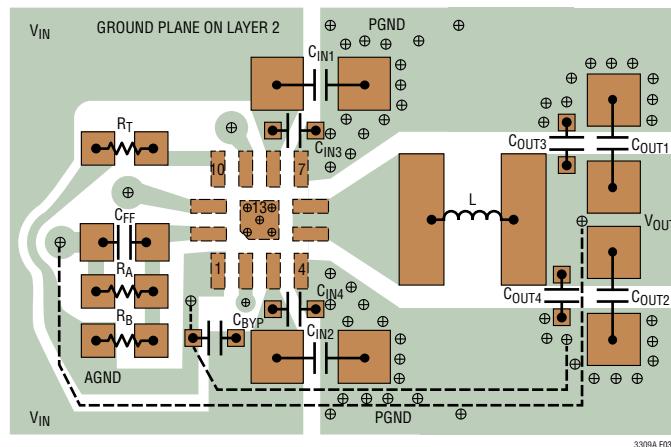 GROUND PLANE ON LAYER 2
PGND
VIN
CIN1
RT
CIN3
COUT3
COUT1
10
7
13
L
CFF
VOUT
RA
1
4
CIN4
COUT4
COUT2
RB
CBYP
CIN2
AGND
VIN
PGND
3309A F03